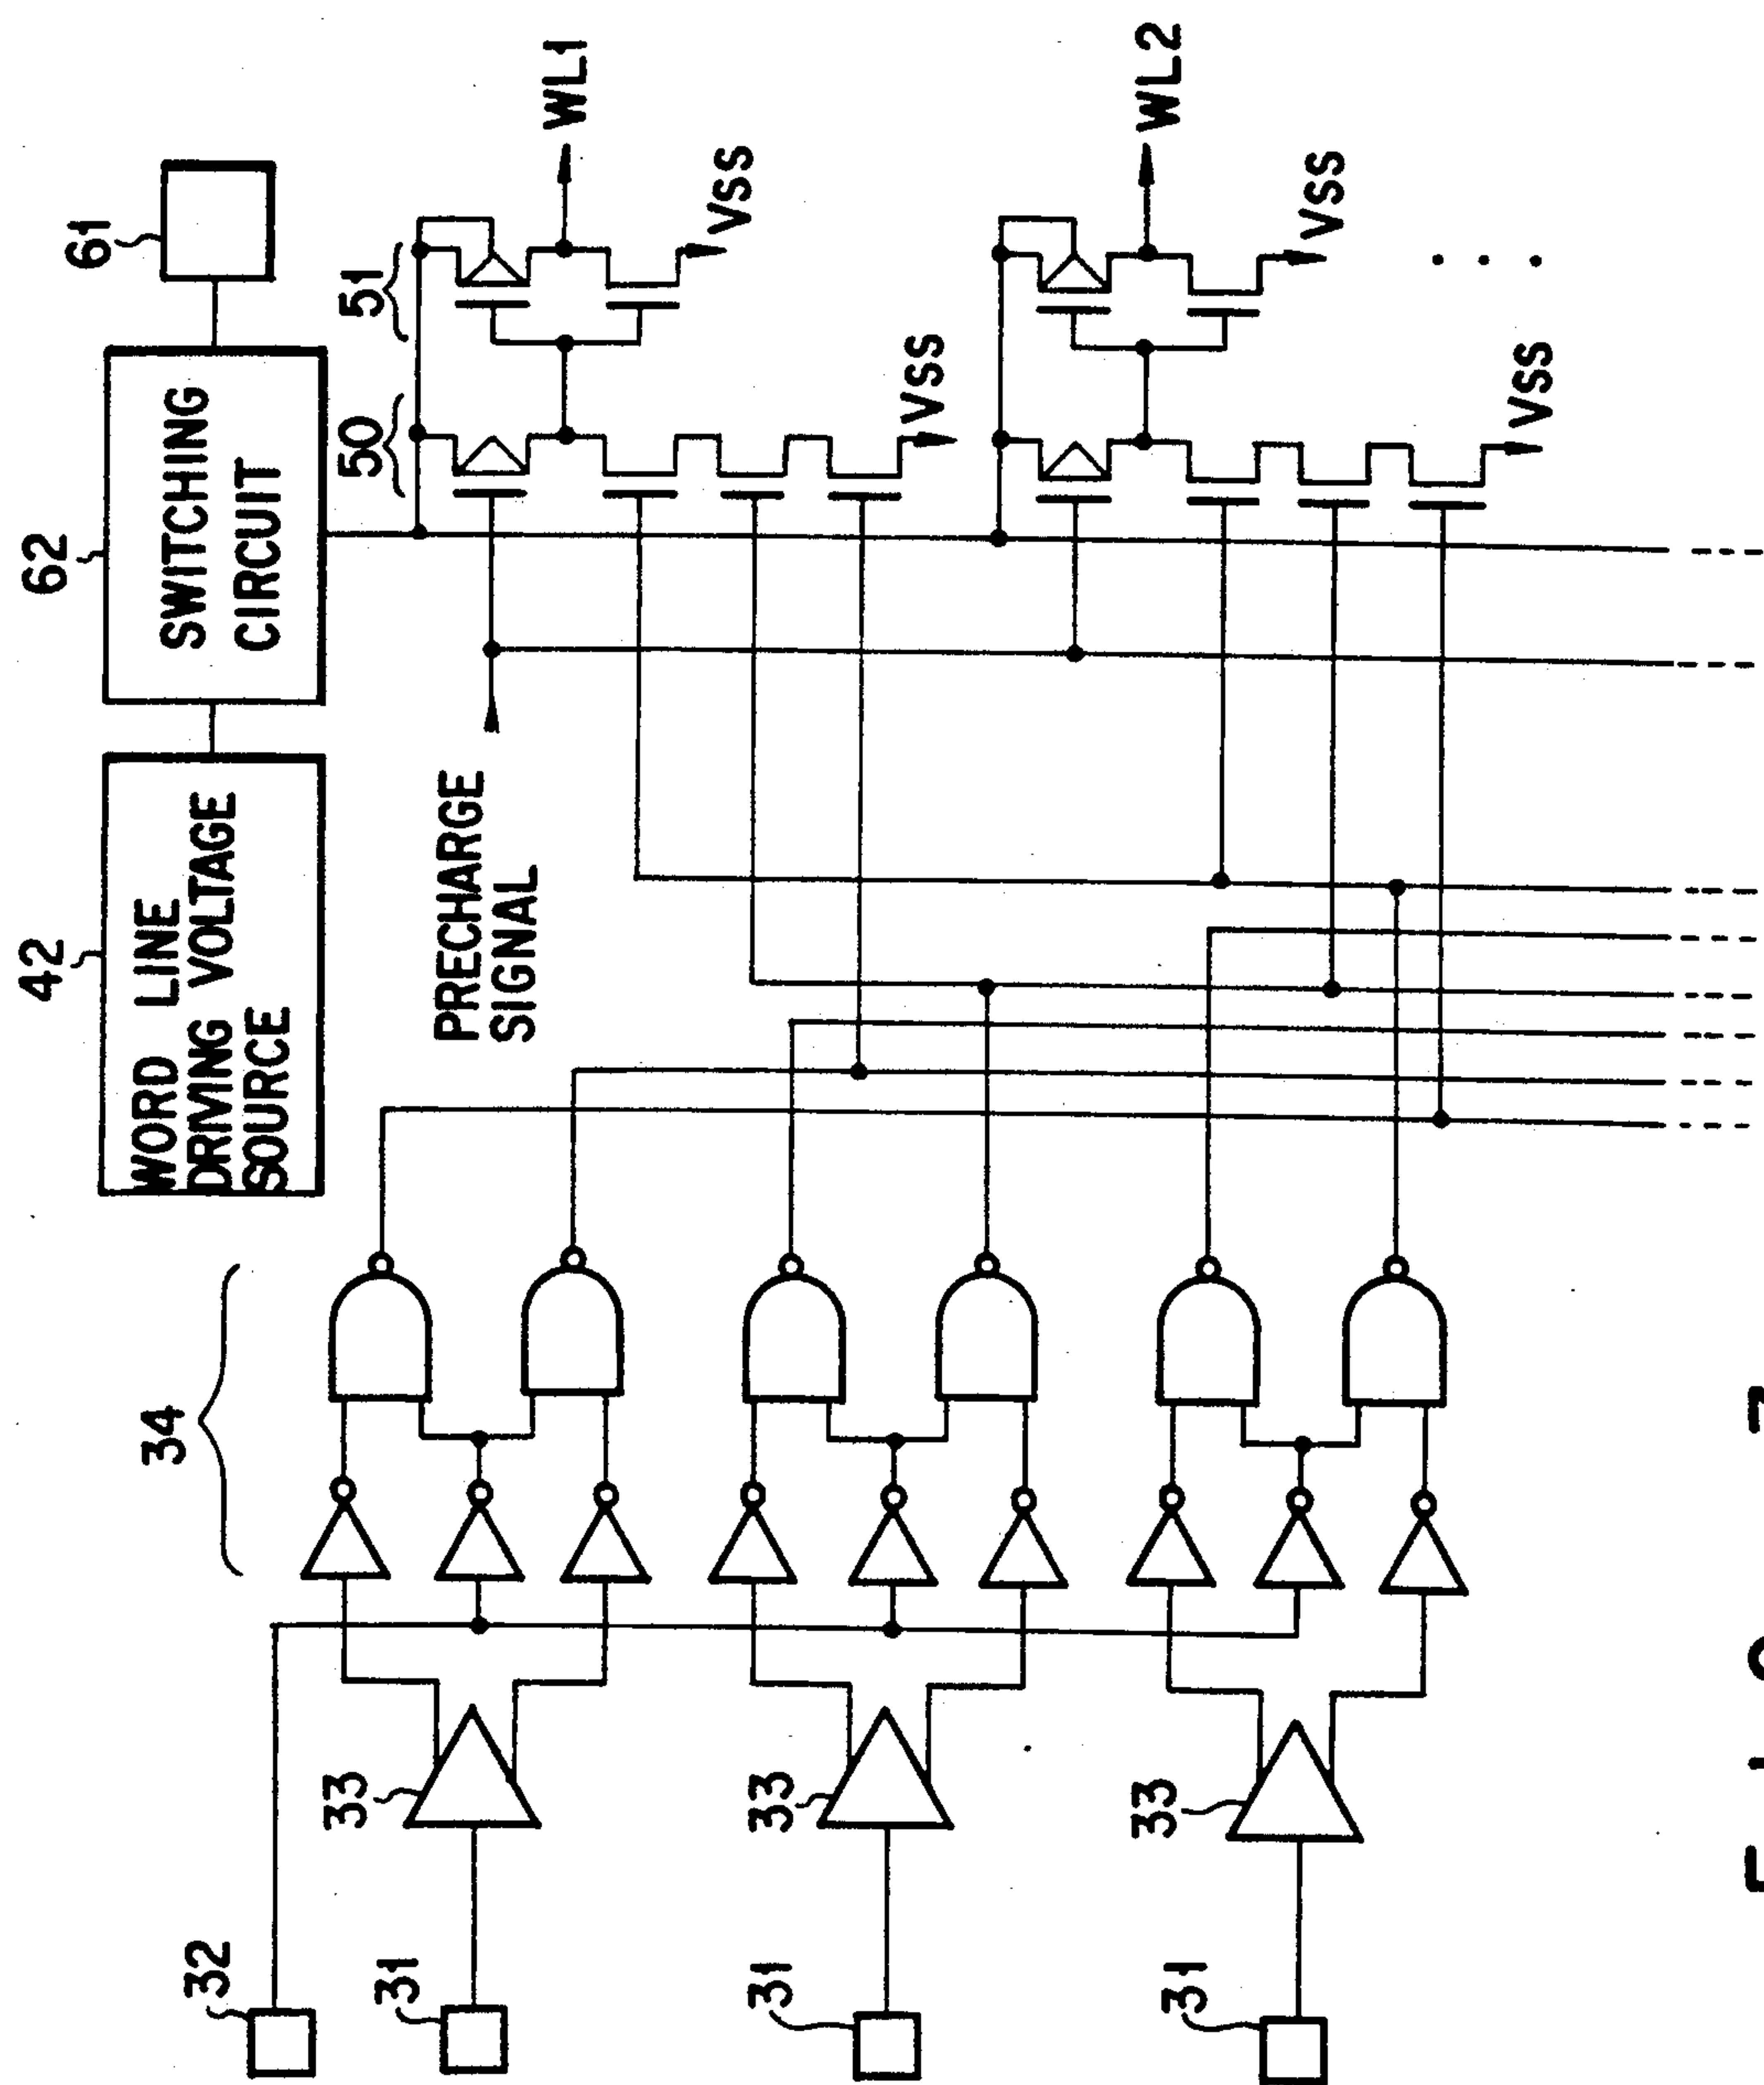 61
62
SWITCHING
CIRCUIT
42
WORD LINE
DRIVING VOLTAGE
SOURCE
51
50
WL1
VSS
VSS
PRECHARGE
SIGNAL
WL2
VSS
VSS
34
33
33
33
32
31
31
31